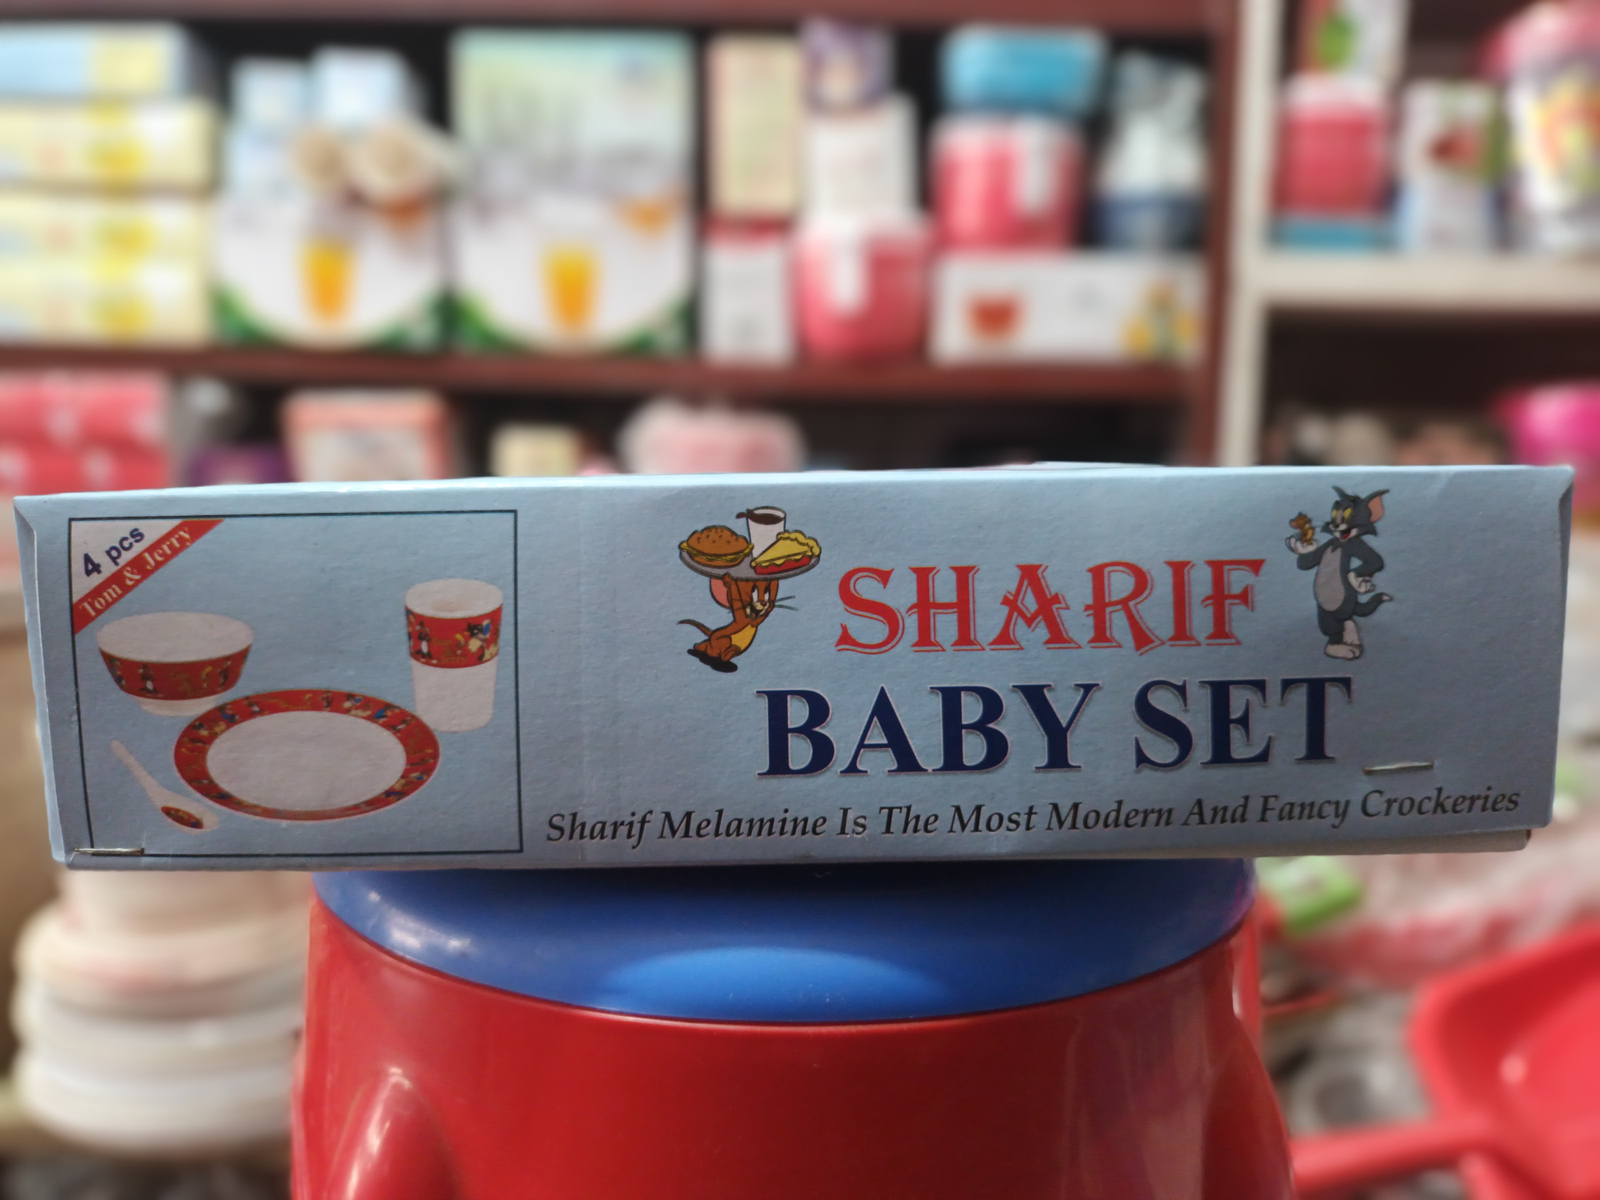 4 pcs
Tom & Jerry
SHARIF
BABY SET
Sharif Melamine Is The Most Modern And Fancy Crockeries